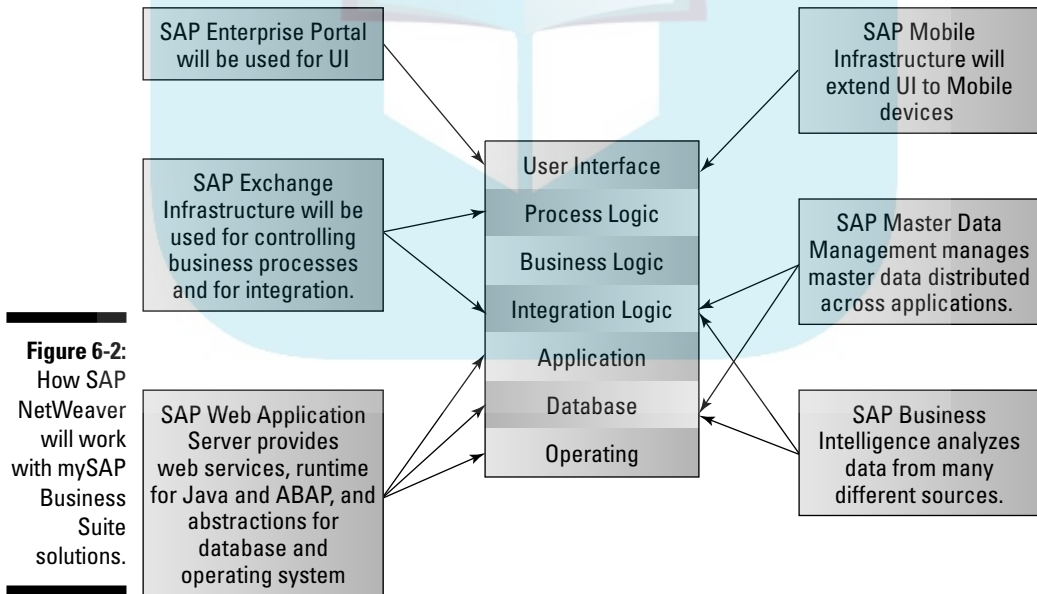 SAP Enterprise Portal
will be used for UI
SAP Exchange
Infrastructure will be
used for controlling
business processes
and for integration.
SAP Web Application
Server provides
web services, runtime
for Java and ABAP, and
abstractions for
database and
operating system
User Interface
Process Logic
Business Logic
Integration Logic
Application
Database
Operating
SAP Mobile
Infrastructure will
extend UI to Mobile
devices
SAP Master Data
Management manages
master data distributed
across applications.
SAP Business
Intelligence analyzes
data from many
different sources.
Figure 6-2:
How SAP
NetWeaver
will work
with mySAP
Business
Suite
solutions.